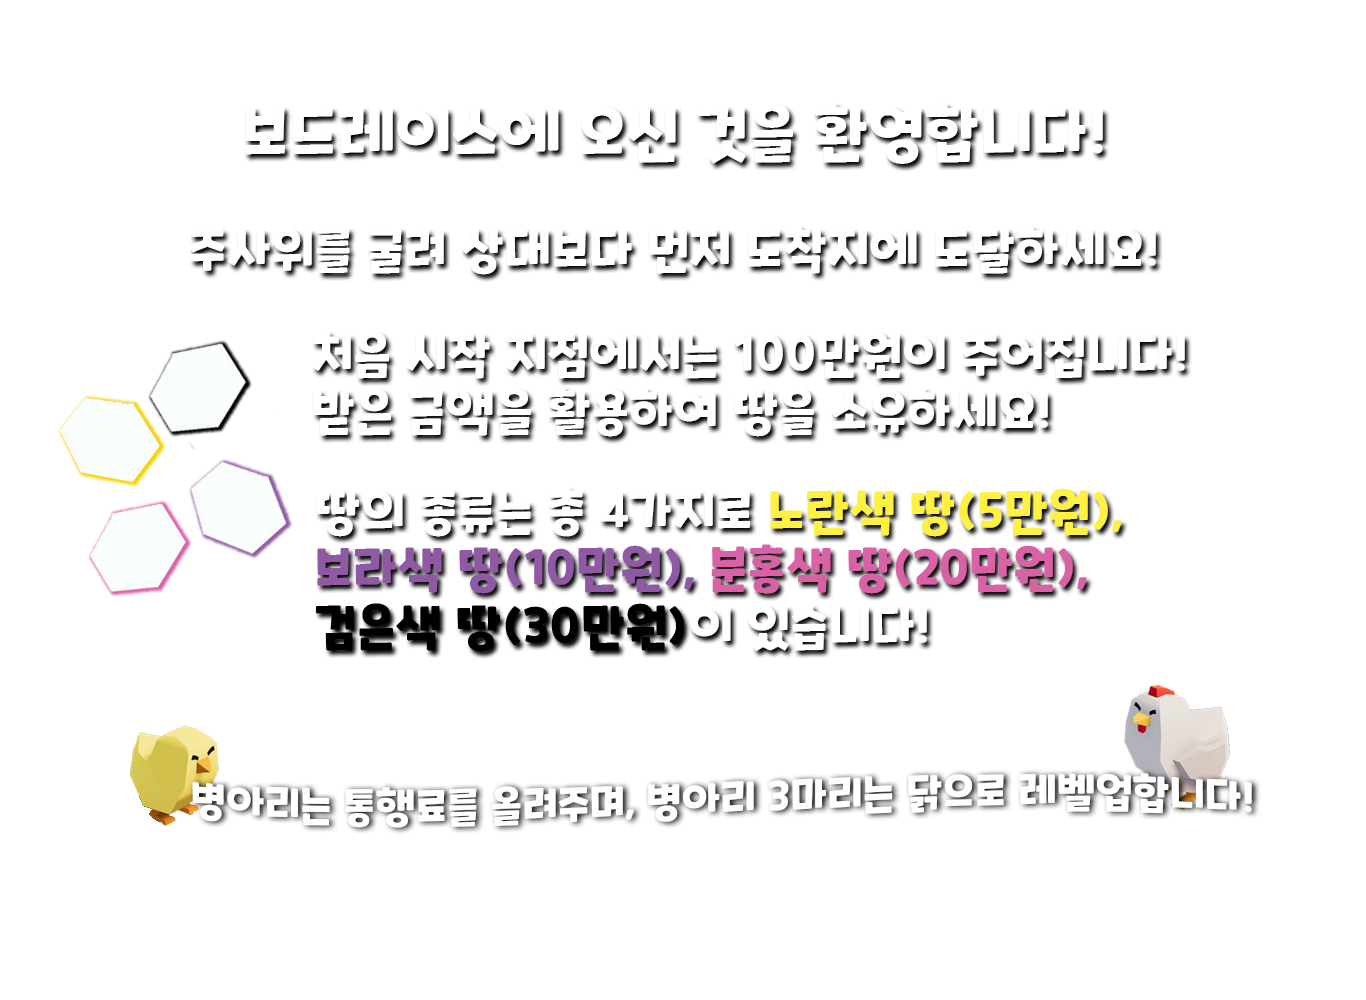 보드레이스에 오신 것을 환영합니다!
주사위를 굴려 상대보다 먼저 도착지에 도달하세요!
처음 시작 지점에서는 100만원이 주어집니다!
받은 금액을 활용하여 땅을 소유하세요!
땅의 종류는 총 4가지로 노란색 땅(5만원),
보라색 땅(10만원), 분홍색 땅(20만원),
검은색 땅(30만원)이 있습니다!
병아리는 통행료를 올려주며, 병아리 3마리는 닭으로 레벨업합니다!